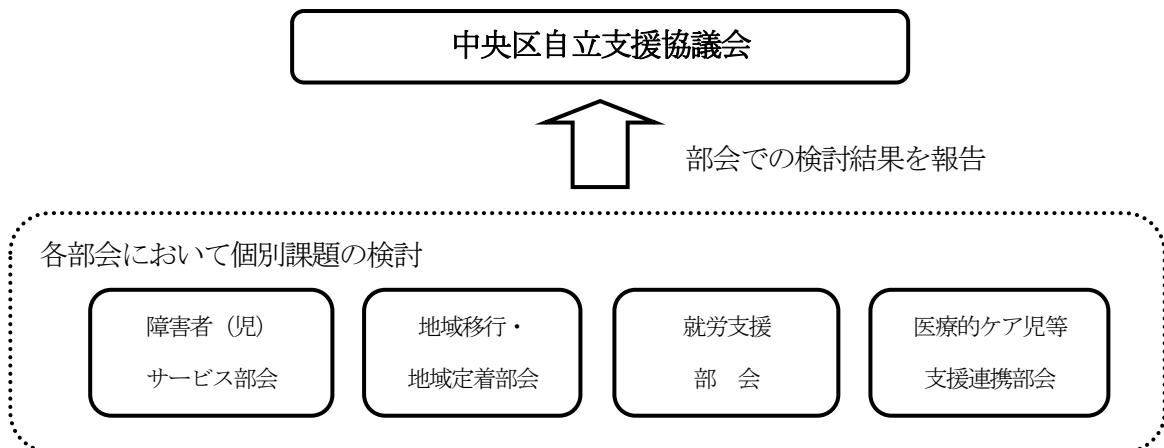 中央区自立支援協議会
部会での検討結果を報告
各部会において個別課題の検討
障害者（児）
サービス部会
地域移行・
地域定着部会
就労支援
部　会
医療的ケア児等
支援連携部会